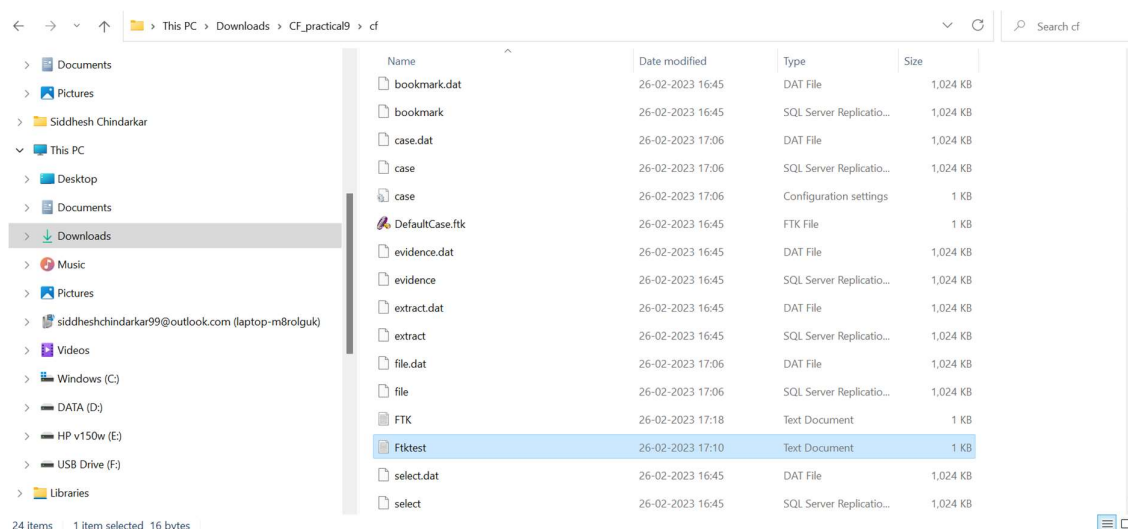 This PC > Downloads > CF_practical9 > cf
Search cf
Documents
Pictures
Siddhesh Chindarkar
This PC
Desktop
Documents
Downloads
Music
Pictures
siddheshchindarkar99@outlook.com (laptop-m8rolguk)
Videos
Windows (C:)
DATA (D:)
HP v150w (E:)
USB Drive (F:)
Libraries
Name Date modified Type Size
bookmark.dat 26-02-2023 16:45 DAT File 1,024 KB
bookmark 26-02-2023 16:45 SQL Server Replicatio... 1,024 KB
case.dat 26-02-2023 17:06 DAT File 1,024 KB
case 26-02-2023 17:06 SQL Server Replicatio... 1,024 KB
case 26-02-2023 17:06 Configuration settings 1 KB
DefaultCase.ftk 26-02-2023 16:45 FTK File 1 KB
evidence.dat 26-02-2023 16:45 DAT File 1,024 KB
evidence 26-02-2023 16:45 SQL Server Replicatio... 1,024 KB
extract.dat 26-02-2023 16:45 DAT File 1,024 KB
extract 26-02-2023 16:45 SQL Server Replicatio... 1,024 KB
file.dat 26-02-2023 17:06 DAT File 1,024 KB
file 26-02-2023 17:06 SQL Server Replicatio... 1,024 KB
FTK 26-02-2023 17:18 Text Document 1 KB
Ftktest 26-02-2023 17:10 Text Document 1 KB
select.dat 26-02-2023 16:45 DAT File 1,024 KB
select 26-02-2023 16:45 SQL Server Replicatio... 1,024 KB
24 items 1 item selected 16 bytes